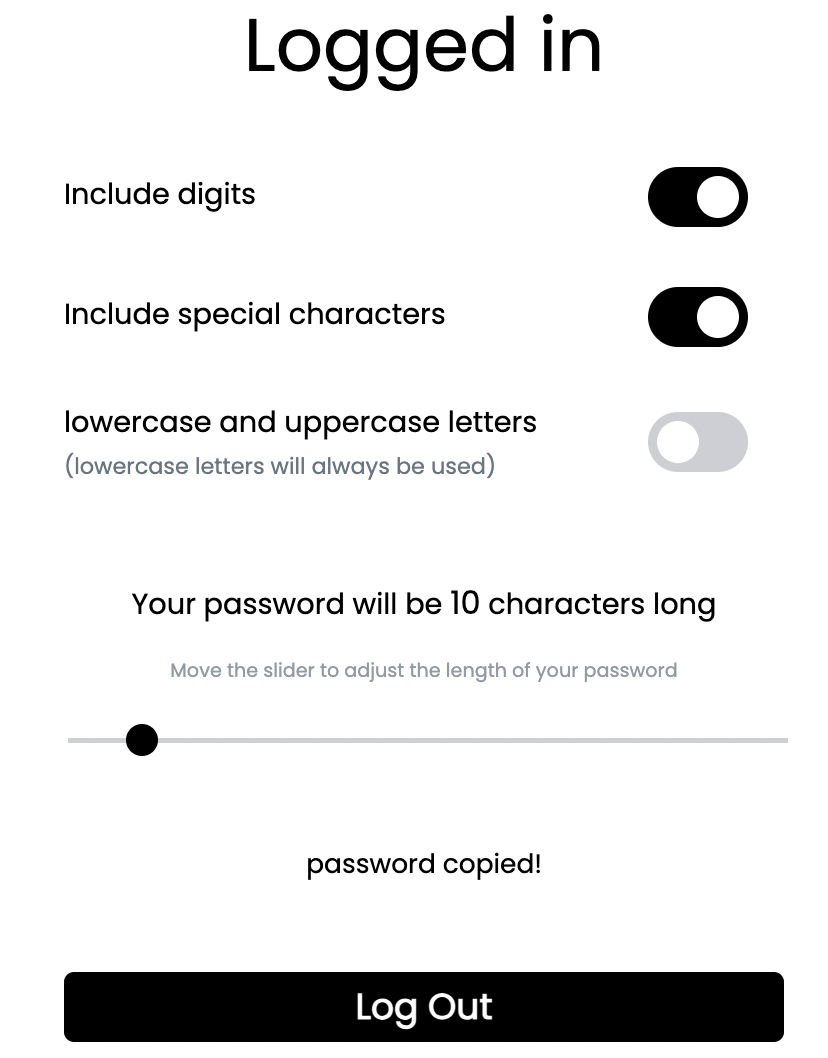 Logged in
Include digits
Include special characters
lowercase and uppercase letters
(lowercase letters will always be used)
Your password will be 10 characters long
Move the slider to adjust the length of your password
password copied!
Log Out